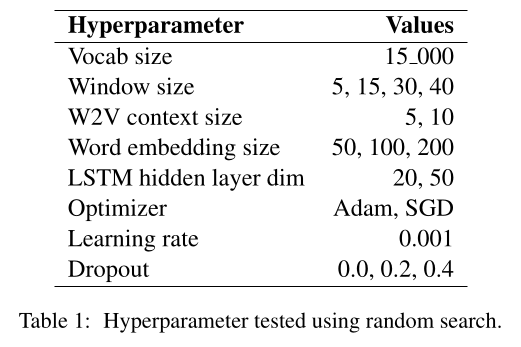 Hyperparameter Values
Vocab size 15_000
Window size 5, 15, 30, 40
W2V context size 5, 10
Word embedding size 50, 100, 200
LSTM hidden layer dim 20, 50
Optimizer Adam, SGD
Learning rate 0.001
Dropout 0.0, 0.2, 0.4
Table 1: Hyperparameter tested using random search.